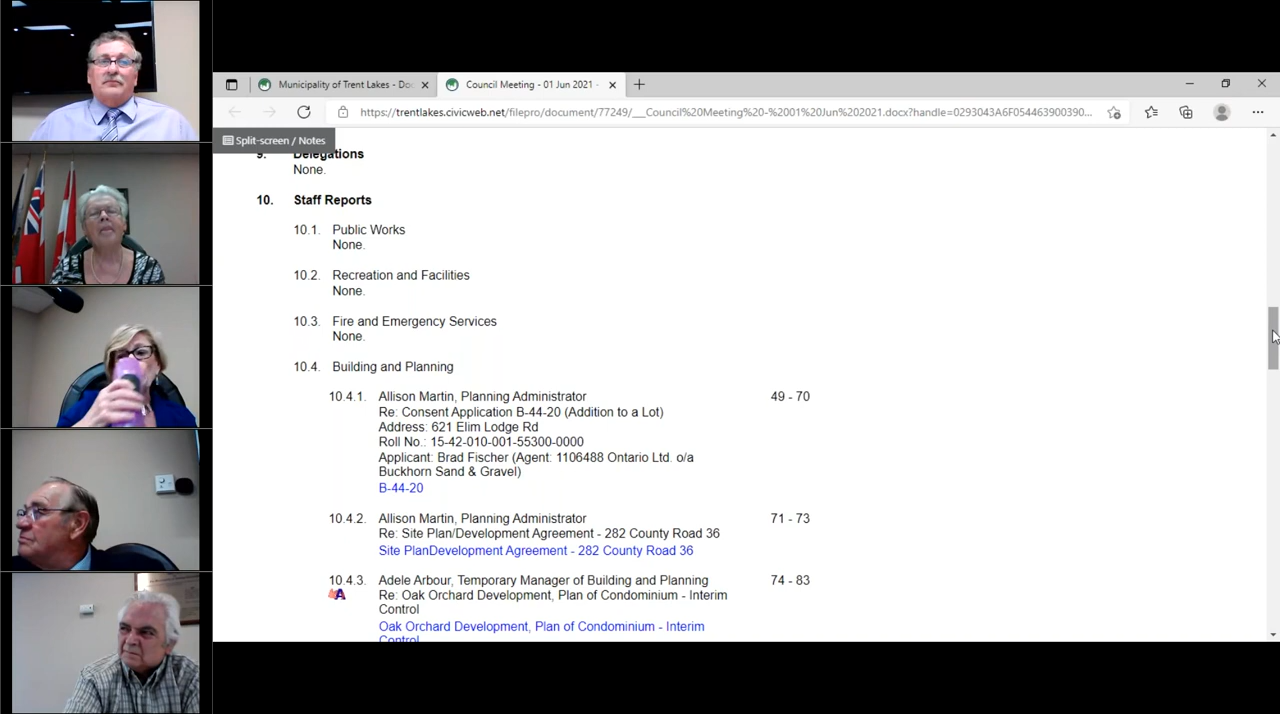 Municipality of Trent Lakes - Doc
Council Meeting - 01 Jun 2021 -
https://trentlakes.civicweb.net/filepro/document/77249/__Council%20Meeting%20-%2001%20Jun%202021.docx?handle=0293043A6F054463900390...
Split-screen / Notes
9. Delegations
None.
10. Staff Reports
10.1. Public Works
None.
10.2. Recreation and Facilities
None.
10.3. Fire and Emergency Services
None.
10.4. Building and Planning
10.4.1. Allison Martin, Planning Administrator 49 - 70
Re: Consent Application B-44-20 (Addition to a Lot)
Address: 621 Elim Lodge Rd
Roll No.: 15-42-010-001-55300-0000
Applicant: Brad Fischer (Agent: 1106488 Ontario Ltd. o/a
Buckhorn Sand & Gravel)
B-44-20
10.4.2. Allison Martin, Planning Administrator 71 - 73
Re: Site Plan/Development Agreement - 282 County Road 36
Site PlanDevelopment Agreement - 282 County Road 36
10.4.3. Adele Arbour, Temporary Manager of Building and Planning 74 - 83
A Re: Oak Orchard Development, Plan of Condominium - Interim
Control
Oak Orchard Development, Plan of Condominium - Interim
Control